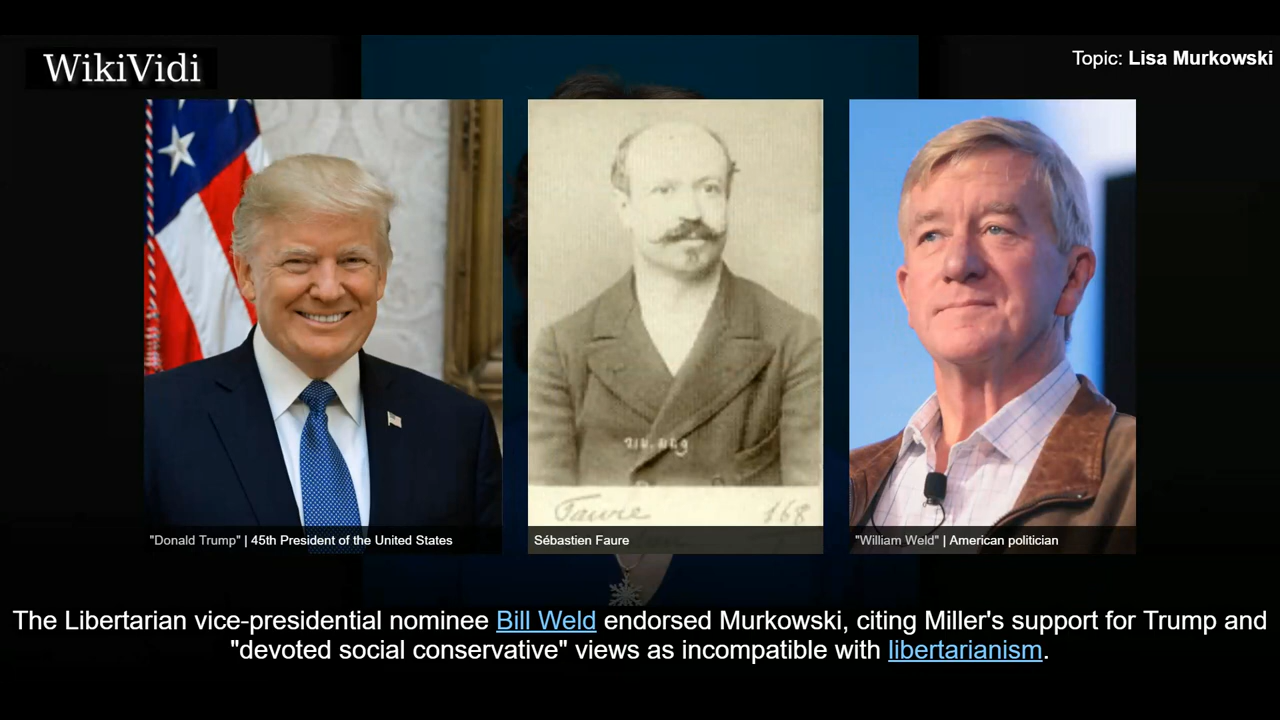 WikiVidi
Topic: Lisa Murkowski
Faure 168
"Donald Trump" | 45th President of the United States
Sébastien Faure
"William Weld" | American politician
The Libertarian vice-presidential nominee Bill Weld endorsed Murkowski, citing Miller's support for Trump and
"devoted social conservative" views as incompatible with libertarianism.